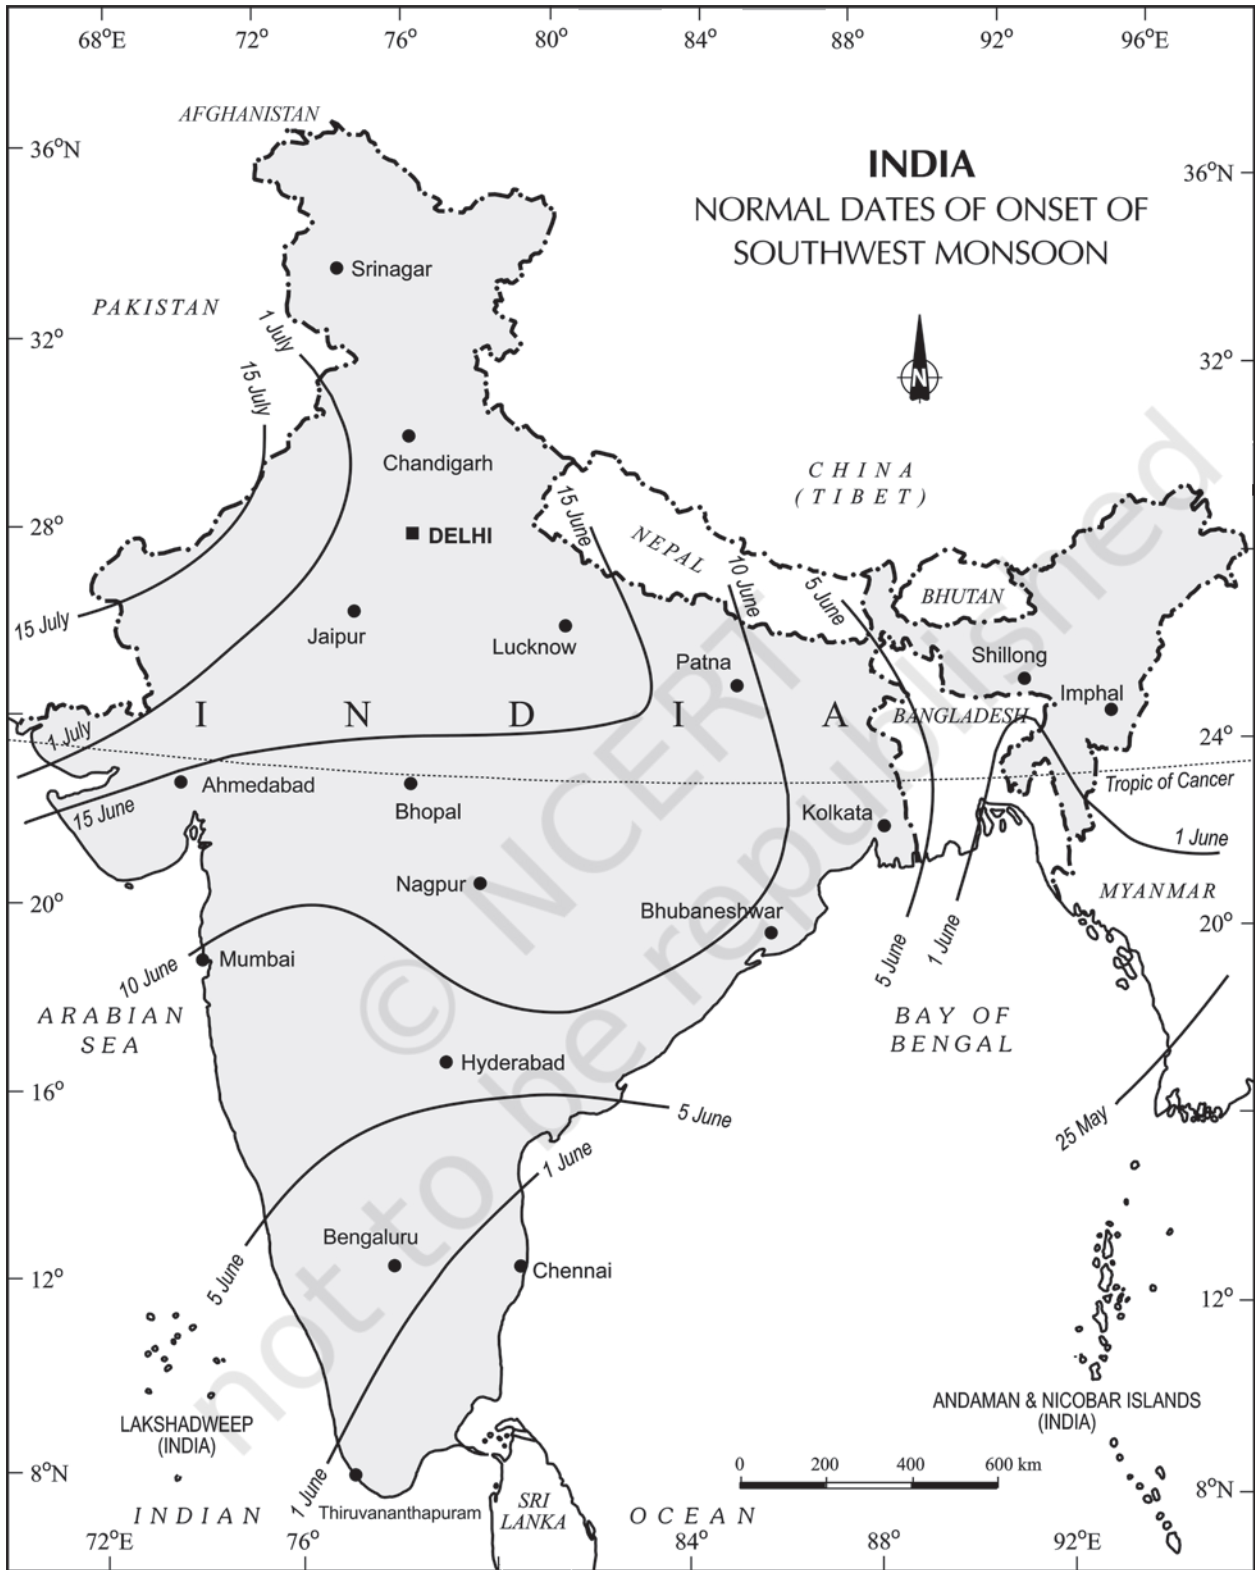 68°E 72° 76° 80° 84° 88° 92° 96°E
AFGHANISTAN
36°N
INDIA
36°N
NORMAL DATES OF ONSET OF
SOUTHWEST MONSOON
Srinagar
PAKISTAN
1 July
32°
32°
15 July
N
Chandigarh
CHINA
(TIBET)
15 June
28°
DELHI
NEPAL
10 June
5 June
BHUTAN
15 July
Jaipur
Lucknow
Patna
Shillong
Imphal
I N D I A
BANGLADESH
1 July
24°
Ahmedabad
Tropic of Cancer
15 June
Bhopal
Kolkata
1 June
Nagpur
MYANMAR
20°
Bhubaneshwar
20°
10 June
Mumbai
5 June
1 June
ARABIAN
SEA
BAY OF
BENGAL
Hyderabad
16°
5 June
25 May
1 June
Bengaluru
5 June
Chennai
12°
12°
LAKSHADWEEP
(INDIA)
ANDAMAN & NICOBAR ISLANDS
(INDIA)
0 200 400 600 km
8°N
8°N
1 June
Thiruvananthapuram
SRI
LANKA
INDIAN OCEAN
72°E 76° 84° 88° 92°E
© NCERT
not to be republished